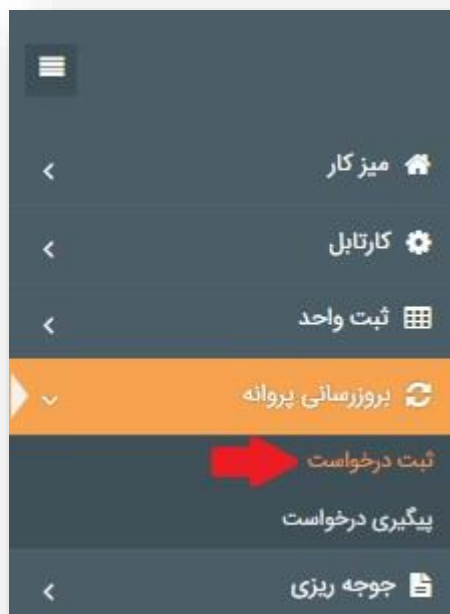 میز کار
کارتابل
ثبت واحد
بروزرسانی پروانه
ثبت درخواست
پیگیری درخواست
جوجه ریزی